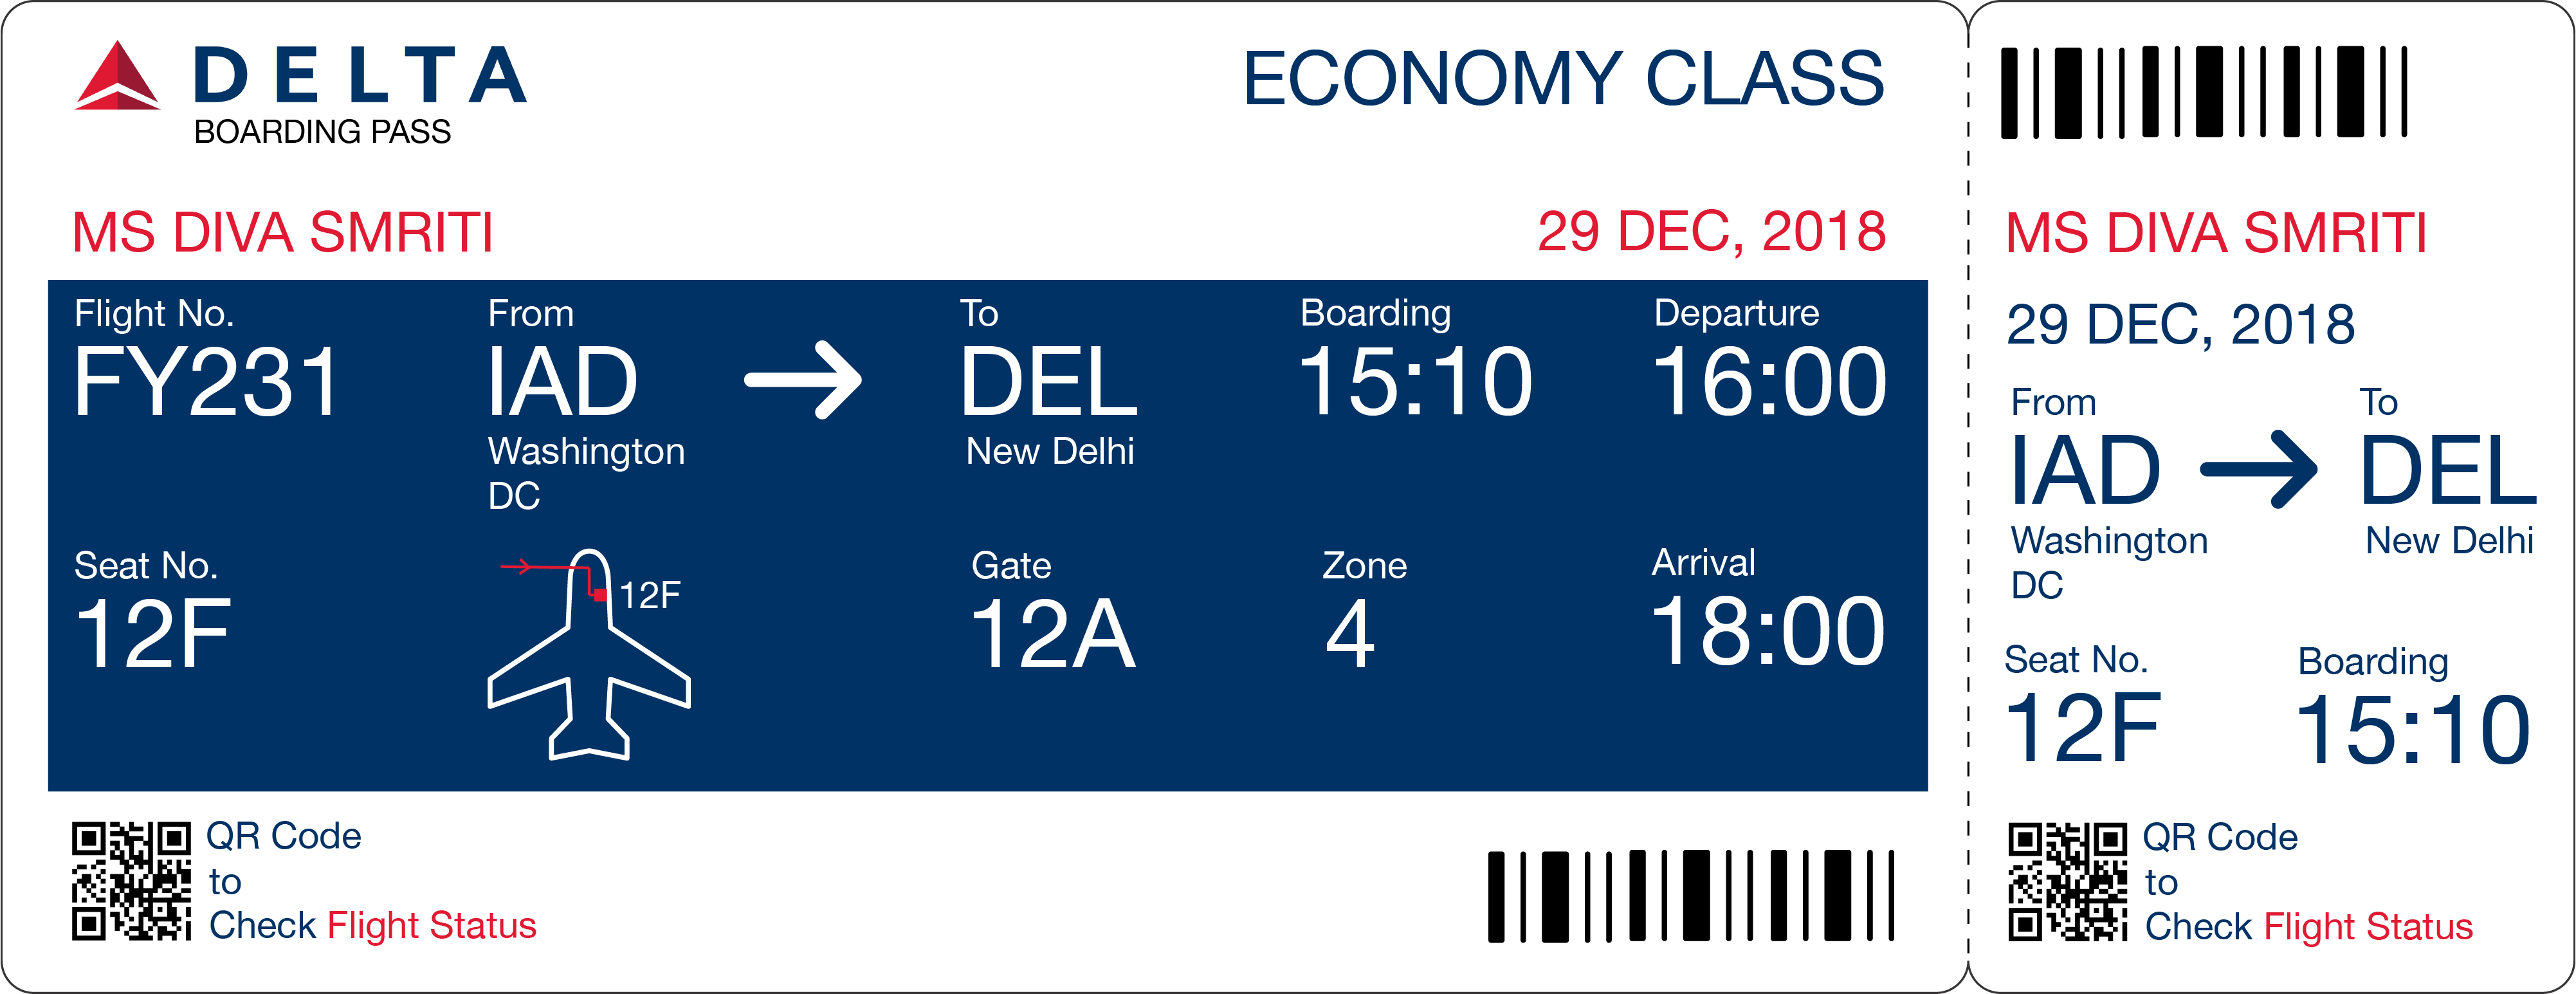 DELTA
BOARDING PASS
ECONOMY CLASS
MS DIVA SMRITI
29 DEC, 2018
Flight No.
FY231
From
IAD
Washington
DC
To
DEL
New Delhi
Boarding
15:10
Departure
16:00
Seat No.
12F
12F
Gate
12A
Zone
4
Arrival
18:00
QR Code
to
Check Flight Status
MS DIVA SMRITI
29 DEC, 2018
From
IAD
Washington
DC
To
DEL
New Delhi
Seat No.
12F
Boarding
15:10
QR Code
to
Check Flight Status